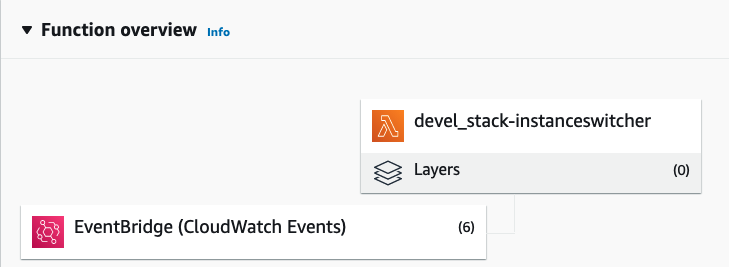 Function overview Info
devel_stack-instanceswitcher
Layers (0)
EventBridge (CloudWatch Events) (6)